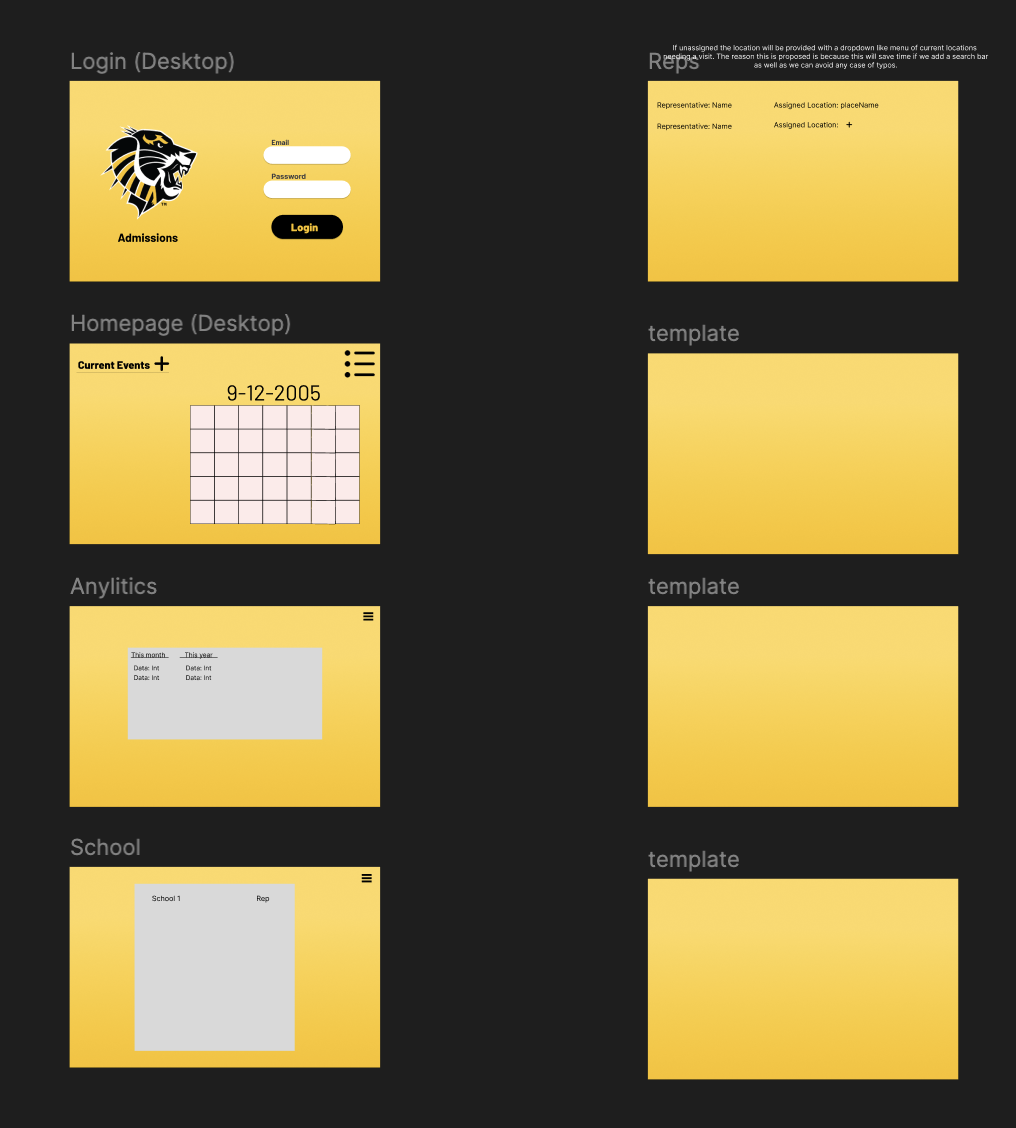 Login (Desktop)
Email
Password
Login
Admissions
TM
Homepage (Desktop)
Current Events +
9-12-2005
Anylitics
This month This year
Data: Int Data: Int
Data: Int Data: Int
School
School 1 Rep
Reps
If unassigned the location will be provided with a dropdown like menu of current locations
needing a visit. The reason this is proposed is because this will save time if we add a search bar
as well as we can avoid any case of typos.
Representative: Name Assigned Location: placeName
Representative: Name Assigned Location: +
template
template
template